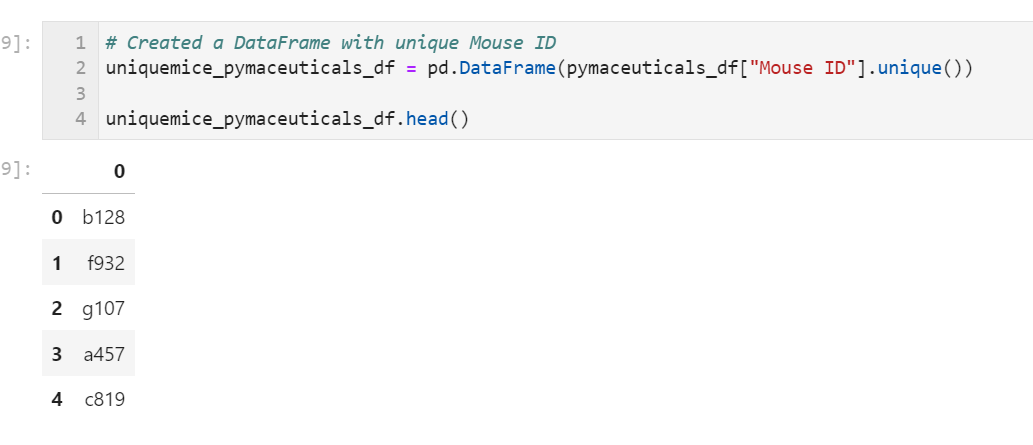 9]:
1 # Created a DataFrame with unique Mouse ID
2 uniquemice_pymaceuticals_df = pd.DataFrame(pymaceuticals_df["Mouse ID"].unique())
3
4 uniquemice_pymaceuticals_df.head()
9]:
0
0 b128
1 f932
2 g107
3 a457
4 c819